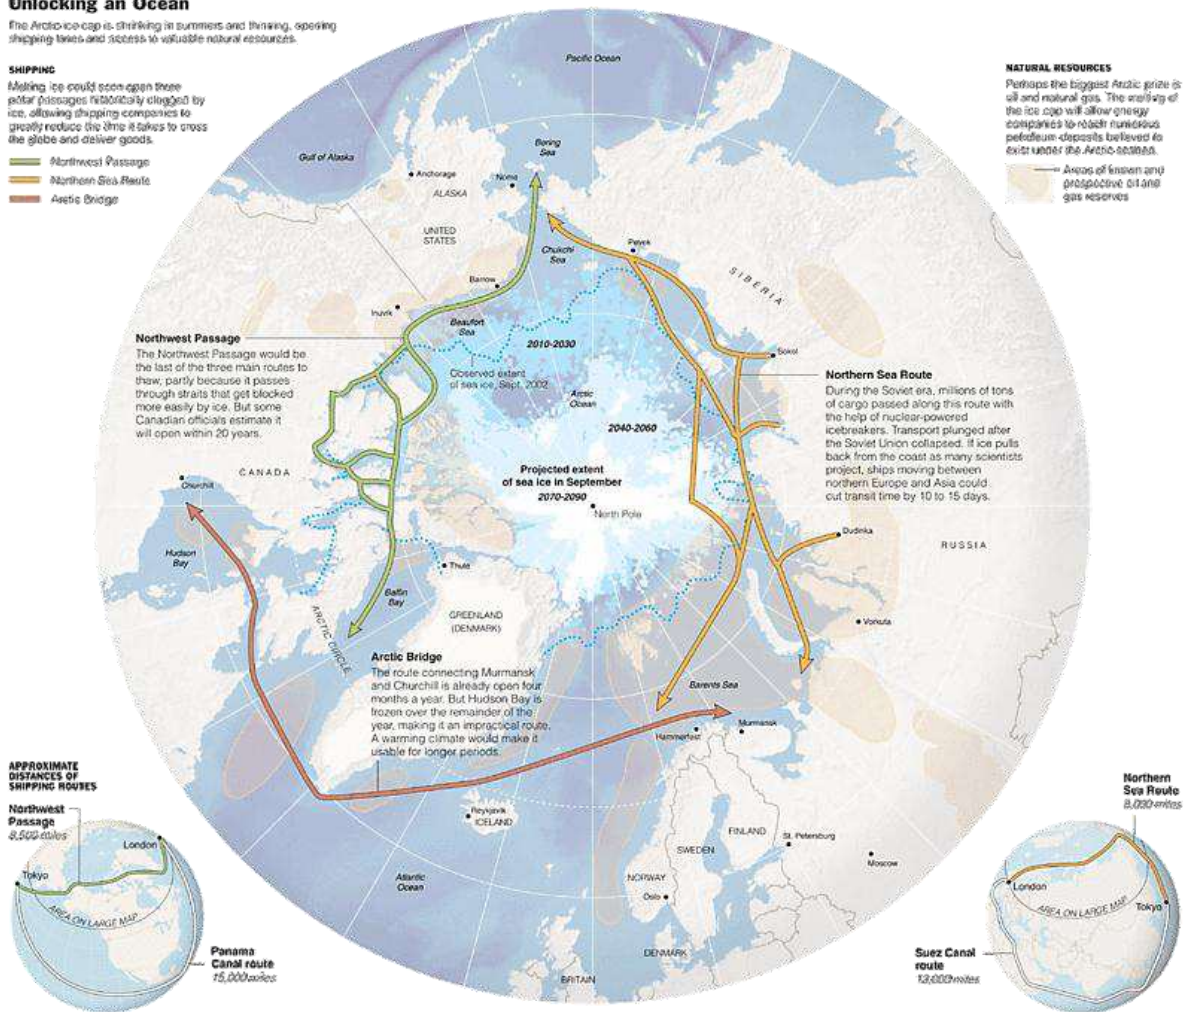 Unlocking an Ocean
The Arctic ice cap is shrinking in summers and thinning, opening
shipping lanes and access to valuable natural resources.
SHIPPING
Melting ice could soon open three
polar passages historically clogged by
ice, allowing shipping companies to
greatly reduce the time it takes to cross
the globe and deliver goods.
Northwest Passage
Northern Sea Route
Arctic Bridge
NATURAL RESOURCES
Perhaps the biggest Arctic prize is
oil and natural gas. The melting of
the ice cap will allow energy
companies to reach numerous
petroleum deposits believed to
exist under the Arctic seabed.
Areas of known and
prospective oil and
gas reserves
Pacific Ocean
Bering
Sea
Gulf of Alaska
Anchorage
Nome
ALASKA
UNITED
STATES
Chukchi
Sea
Pevek
SIBERIA
Barrow
Inuvik
Beaufort
Sea
2010-2030
Observed extent
of sea ice, Sept. 2002
Arctic
Ocean
2040-2060
Sokol
Northwest Passage
The Northwest Passage would be
the last of the three main routes to
thaw, partly because it passes
through straits that get blocked
more easily by ice. But some
Canadian officials estimate it
will open within 20 years.
Northern Sea Route
During the Soviet era, millions of tons
of cargo passed along this route with
the help of nuclear-powered
icebreakers. Transport plunged after
the Soviet Union collapsed. If ice pulls
back from the coast as many scientists
project, ships moving between
northern Europe and Asia could
cut transit time by 10 to 15 days.
CANADA
Churchill
Projected extent
of sea ice in September
2070-2090
North Pole
Dudinka
RUSSIA
Hudson
Bay
Thule
Baffin
Bay
GREENLAND
(DENMARK)
Vorkuta
ARCTIC CIRCLE
Arctic Bridge
The route connecting Murmansk
and Churchill is already open four
months a year. But Hudson Bay is
frozen over the remainder of the
year, making it an impractical route.
A warming climate would make it
usable for longer periods.
Barents Sea
Hammerfest
Murmansk
Reykjavik
ICELAND
FINLAND
St. Petersburg
SWEDEN
Moscow
NORWAY
Oslo
Atlantic
Ocean
DENMARK
BRITAIN
APPROXIMATE
DISTANCES OF
SHIPPING ROUTES
Northwest
Passage
miles
London
Tokyo
AREA ON LARGE MAP
Panama
Canal route
15,000 miles
Northern
Sea Route
8,000 miles
London
AREA ON LARGE MAP
Tokyo
Suez Canal
route
miles